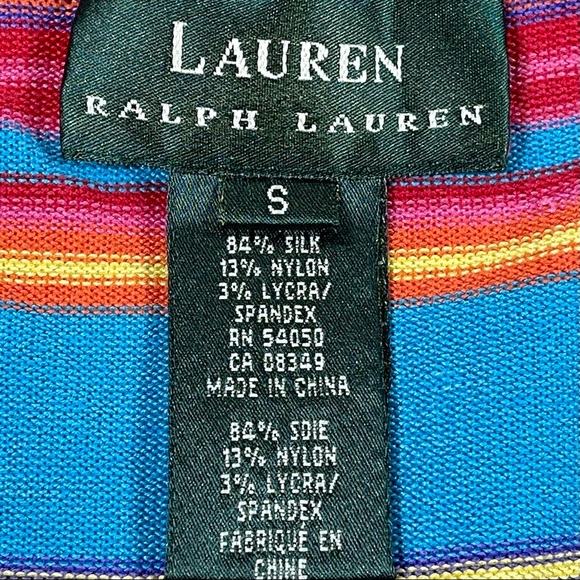 LAUREN
RALPH LAUREN
S
84% SILK
13% NYLON
3% LYCRA/
SPANDEX
RN 54050
CA 08349
MADE IN CHINA
84% SOIE
13% NYLON
3% LYCRA/
SPANDEX
FABRIQUÉ EN
CHINE